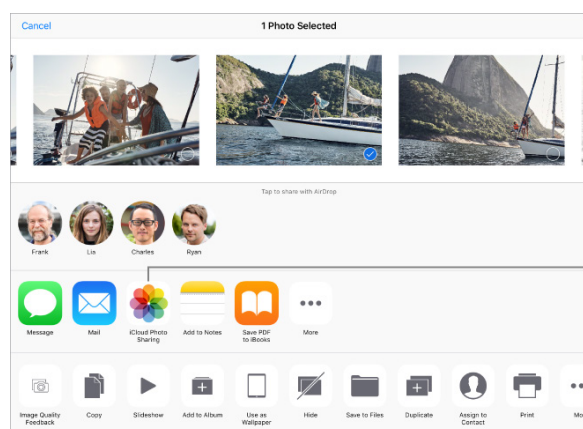 Cancel
1 Photo Selected
Tap to share with AirDrop
Frank
Lia
Charles
Ryan
Message
Mail
iCloud Photo
Sharing
Add to Notes
Save PDF
to iBooks
More
Image Quality
Feedback
Copy
Slideshow
Add to Album
Use as
Wallpaper
Hide
Save to Files
Duplicate
Assign to
Contact
Print
Mo